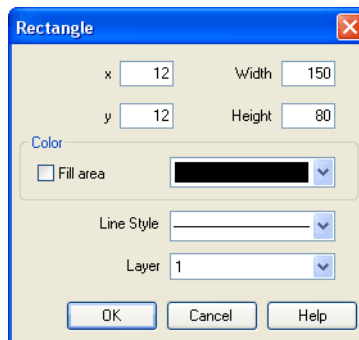 Rectangle
x 12 Width 150
y 12 Height 80
Color
Fill area
Line Style
Layer 1
OK Cancel Help